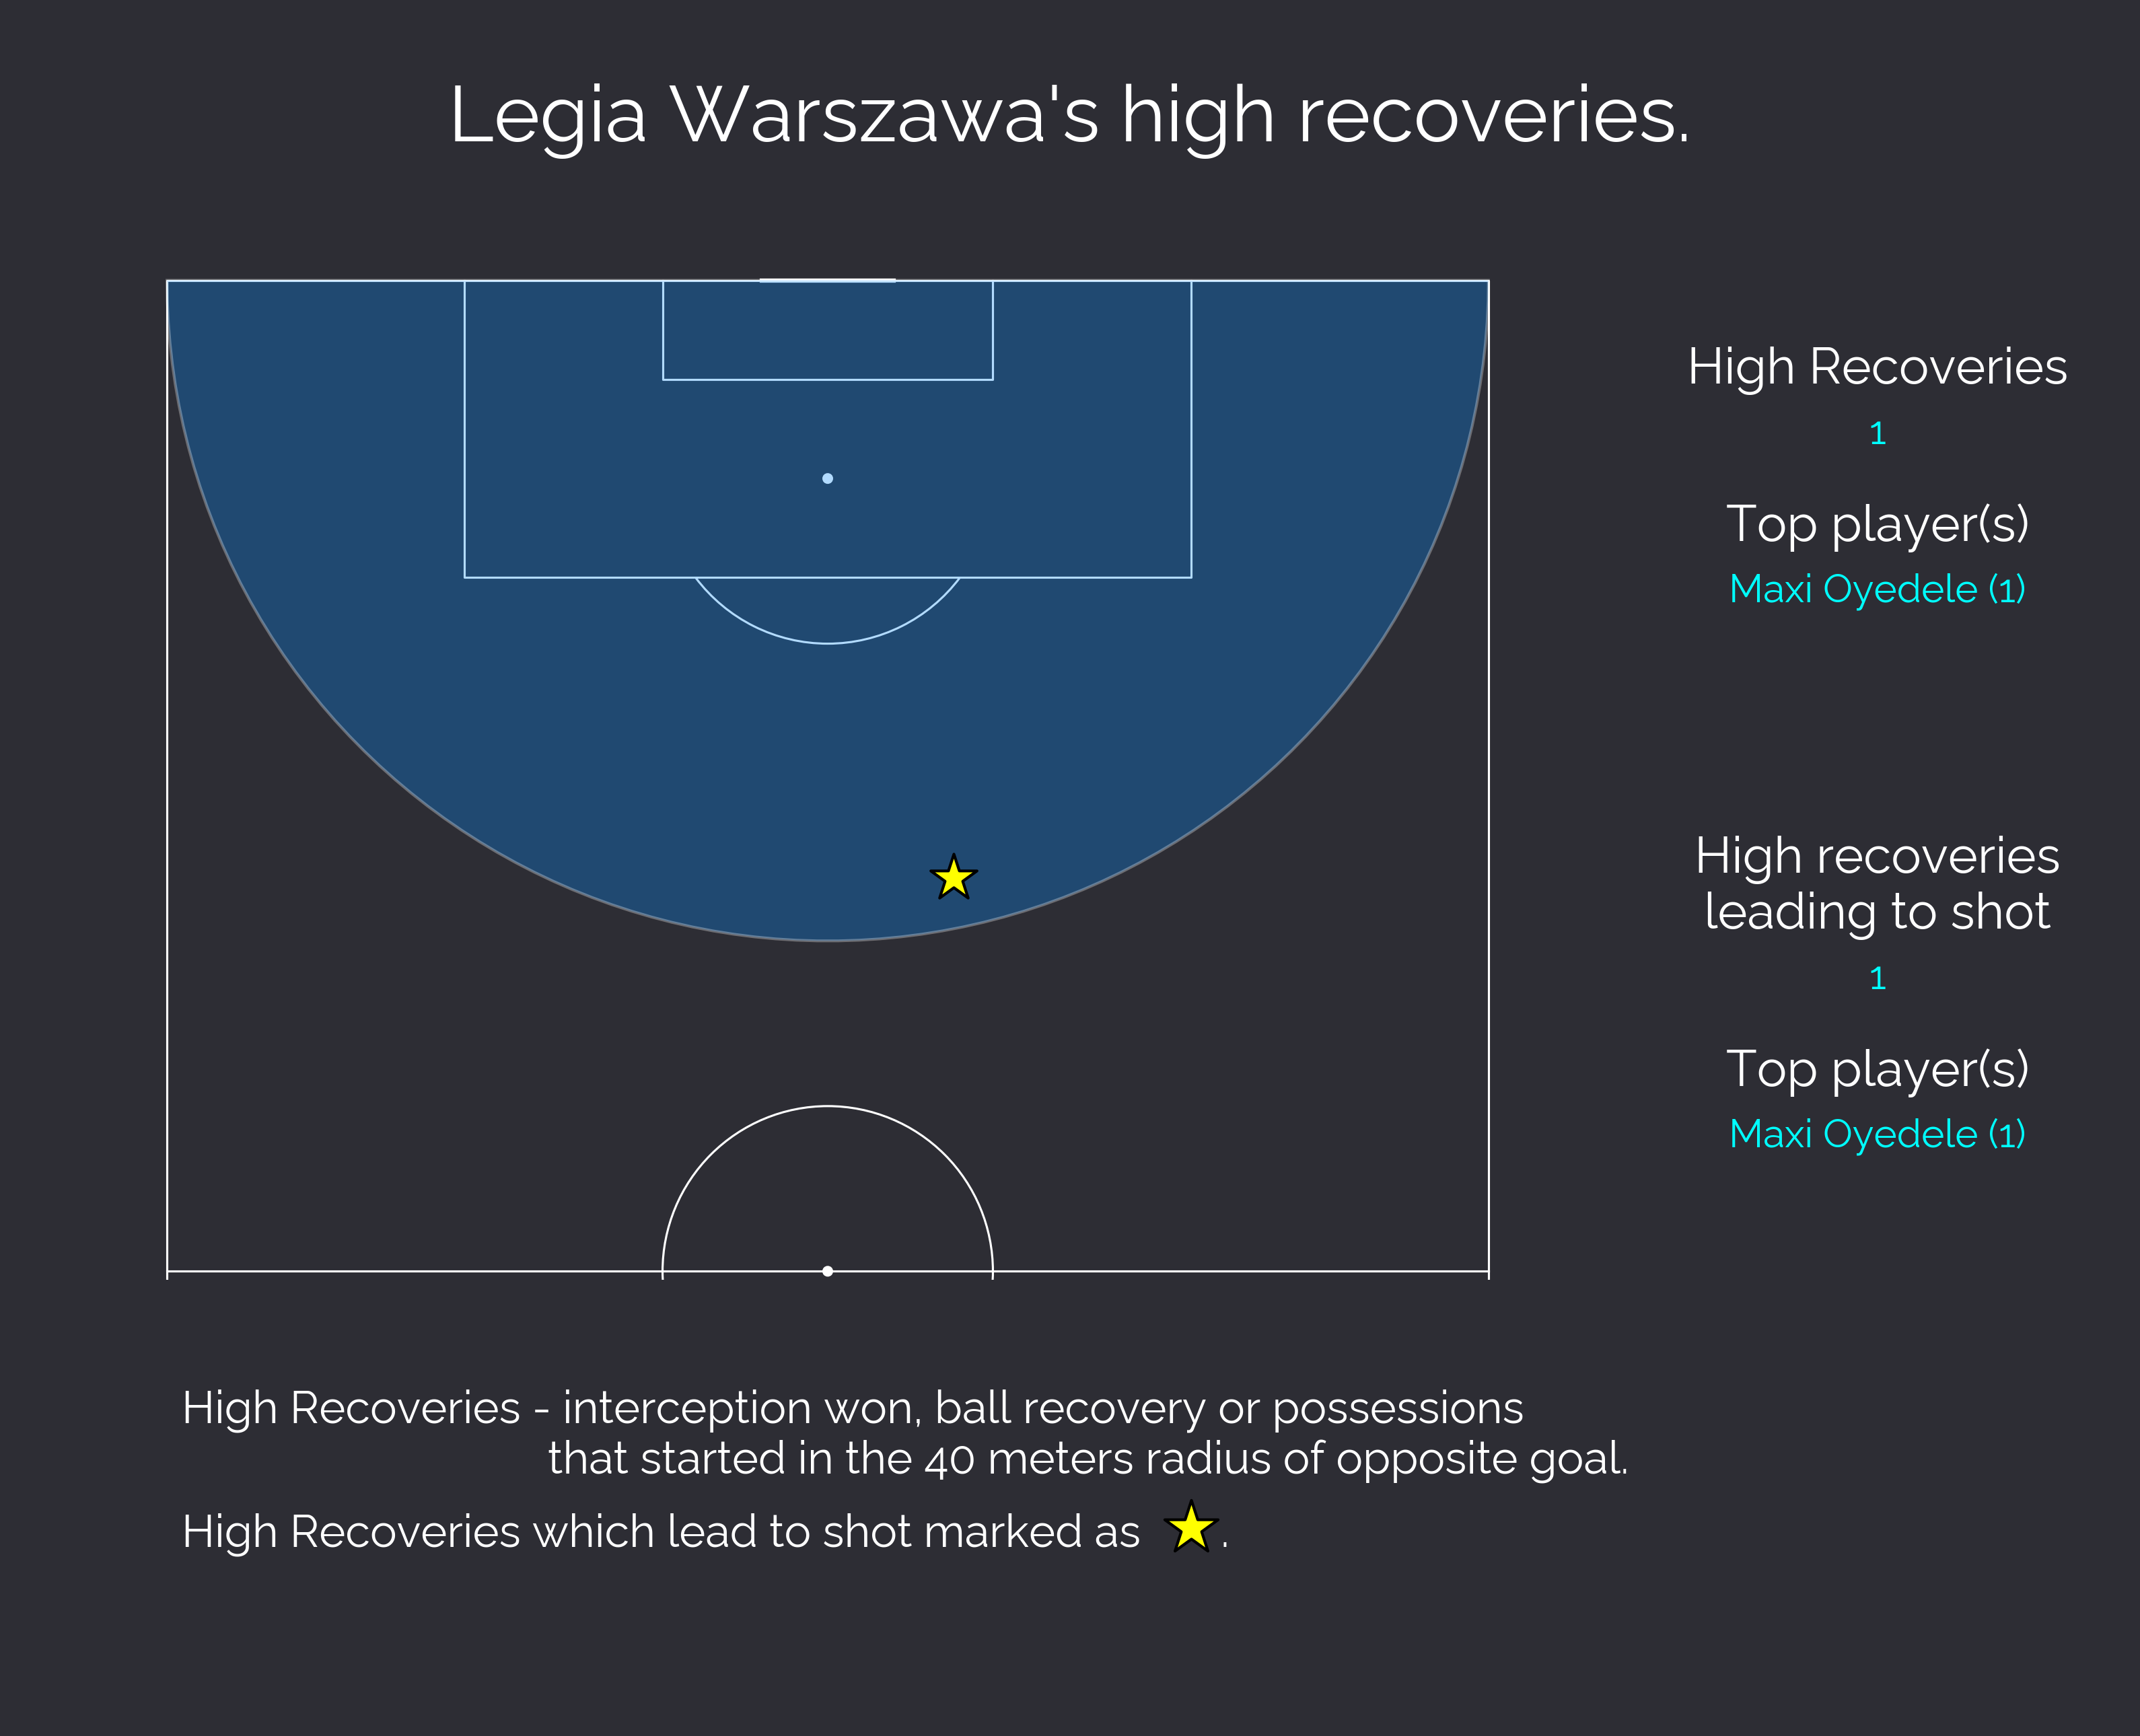 Legia Warszawa's high recoveries.
High Recoveries
1
Top player(s)
Maxi Oyedele (1)
High recoveries
leading to shot
1
Top player(s)
Maxi Oyedele (1)
High Recoveries - interception won, ball recovery or possessions
that started in the 40 meters radius of opposite goal.
High Recoveries which lead to shot marked as .